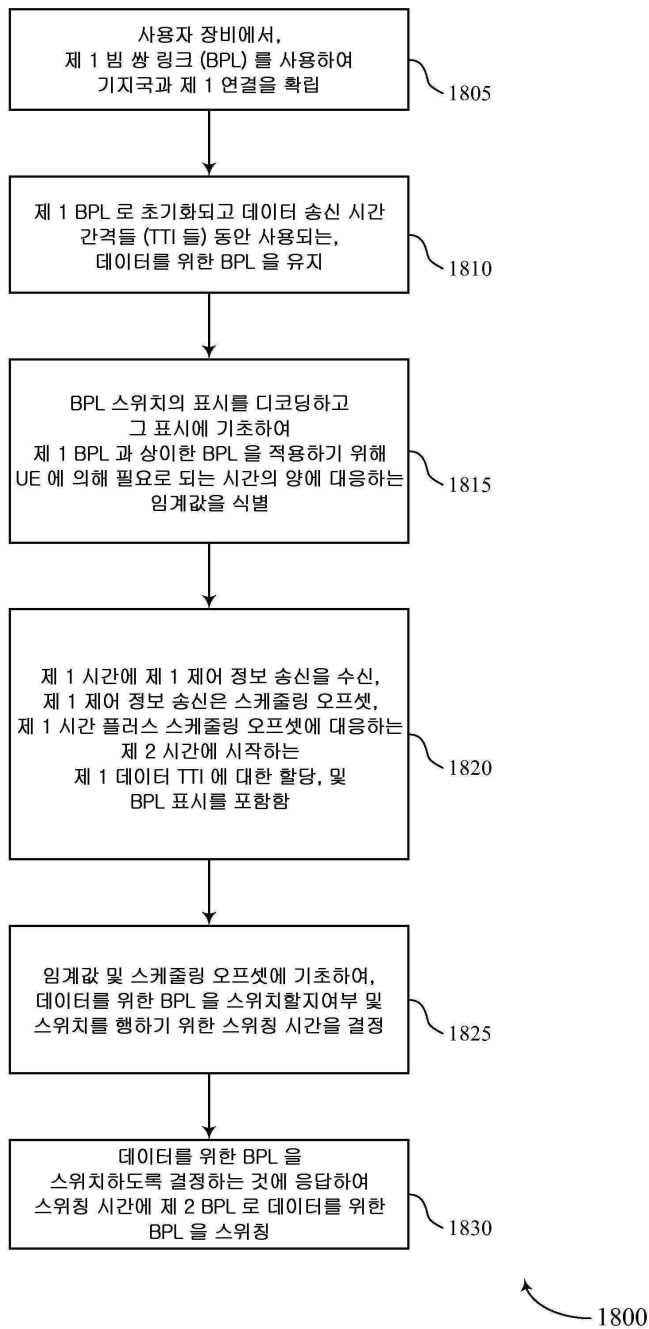 사용자 장비에서,
제 1 빔 쌍 링크 (BPL) 를 사용하여
기지국과 제 1 연결을 확립
1805
제 1 BPL 로 초기화되고 데이터 송신 시간
간격들 (TTI 들) 동안 사용되는,
데이터를 위한 BPL 을 유지
1810
BPL 스위치의 표시를 디코딩하고
그 표시에 기초하여
제 1 BPL 과 상이한 BPL 을 적용하기 위해
UE 에 의해 필요로 되는 시간의 양에 대응하는
임계값을 식별
1815
제 1 시간에 제 1 제어 정보 송신을 수신,
제 1 제어 정보 송신은 스케줄링 오프셋,
제 1 시간 플러스 스케줄링 오프셋에 대응하는
제 2 시간에 시작하는
제 1 데이터 TTI 에 대한 할당, 및
BPL 표시를 포함함
1820
임계값 및 스케줄링 오프셋에 기초하여,
데이터를 위한 BPL 을 스위치할지여부 및
스위치를 행하기 위한 스위칭 시간을 결정
1825
데이터를 위한 BPL 을
스위치하도록 결정하는 것에 응답하여
스위칭 시간에 제 2 BPL 로 데이터를 위한
BPL 을 스위칭
1830
1800